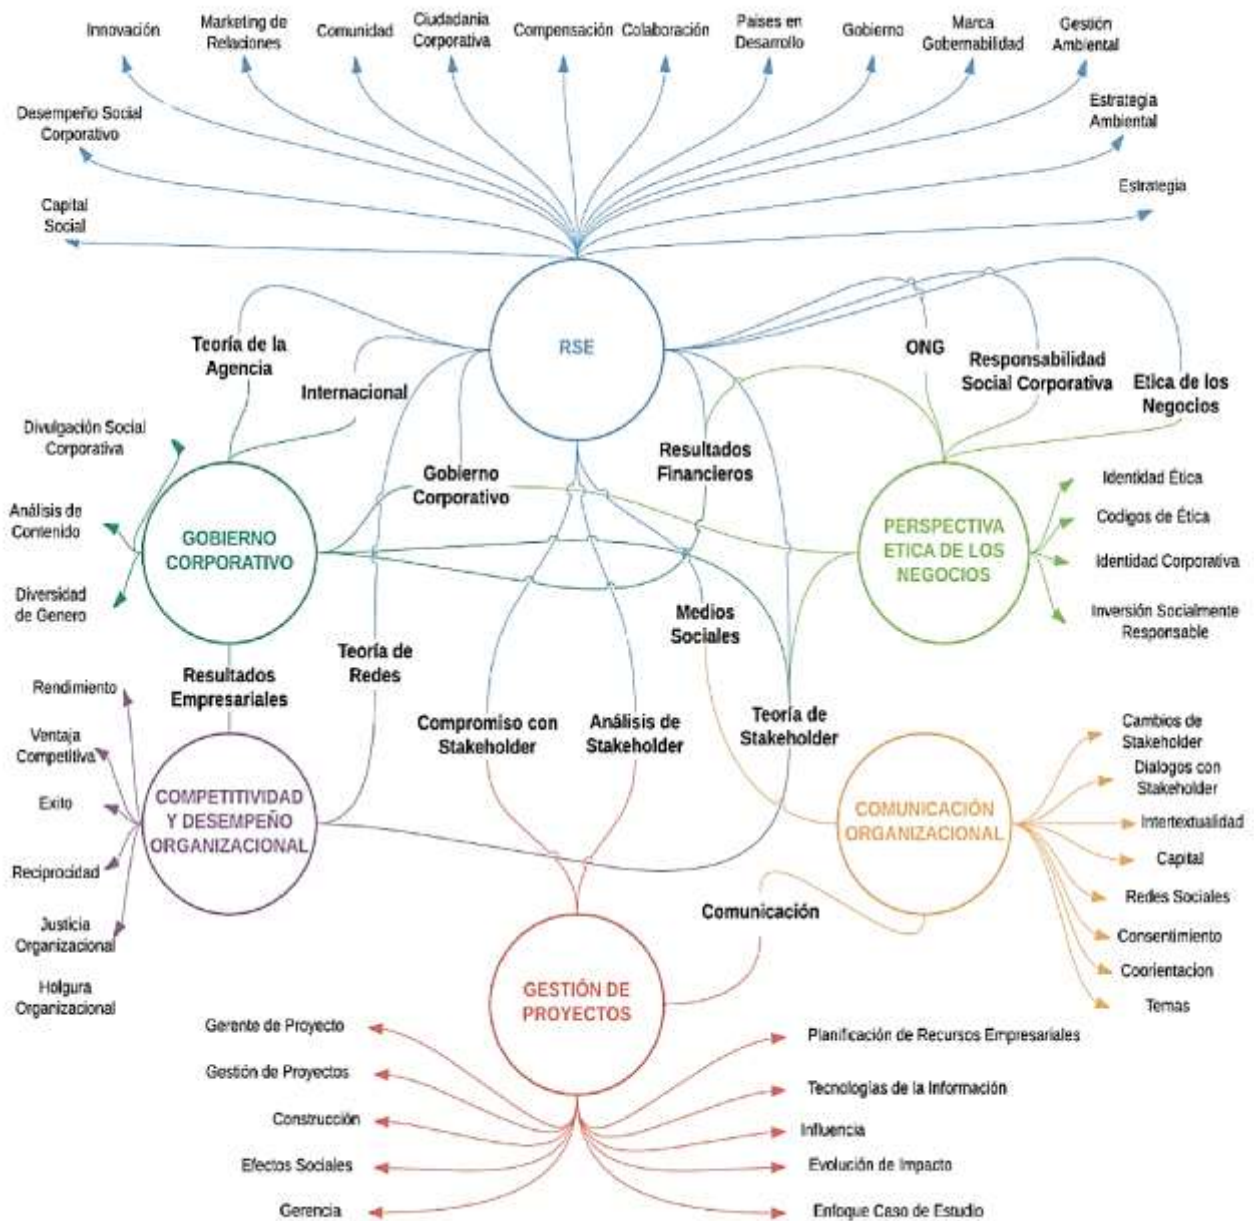 Innovación
Marketing de
Relaciones
Comunidad
Ciudadania
Corporativa
Compensación
Colaboración
Paises en
Desarrollo
Gobierno
Marca
Gobernabilidad
Gestión
Ambiental
Desempeño Social
Corporativo
Estrategia
Ambiental
Capital
Social
Estrategia
RSE
Teoría de la
Agencia
Internacional
ONG
Responsabilidad
Social Corporativa
Etica de los
Negocios
Divulgación Social
Corporativa
Análisis de
Contenido
Diversidad
de Genero
GOBIERNO
CORPORATIVO
Gobierno
Corporativo
Resultados
Financieros
PERSPECTIVA
ETICA DE LOS
NEGOCIOS
Identidad Ética
Codigos de Ética
Identidad Corporativa
Inversión Socialmente
Responsable
Medios
Sociales
Teoría de
Redes
Resultados
Empresariales
Compromiso con
Stakeholder
Análisis de
Stakeholder
Teoría de
Stakeholder
Rendimiento
Ventaja
Competitiva
Exito
Reciprocidad
Justicia
Organizacional
Holgura
Organizacional
COMPETITIVIDAD
Y DESEMPEÑO
ORGANIZACIONAL
COMUNICACIÓN
ORGANIZACIONAL
Cambios de
Stakeholder
Dialogos con
Stakeholder
Intertextualidad
Capital
Redes Sociales
Consentimiento
Coorientacion
Temas
Comunicación
GESTIÓN DE
PROYECTOS
Gerente de Proyecto
Gestión de Proyectos
Construcción
Efectos Sociales
Gerencia
Planificación de Recursos Empresariales
Tecnologías de la Información
Influencia
Evolución de Impacto
Enfoque Caso de Estudio